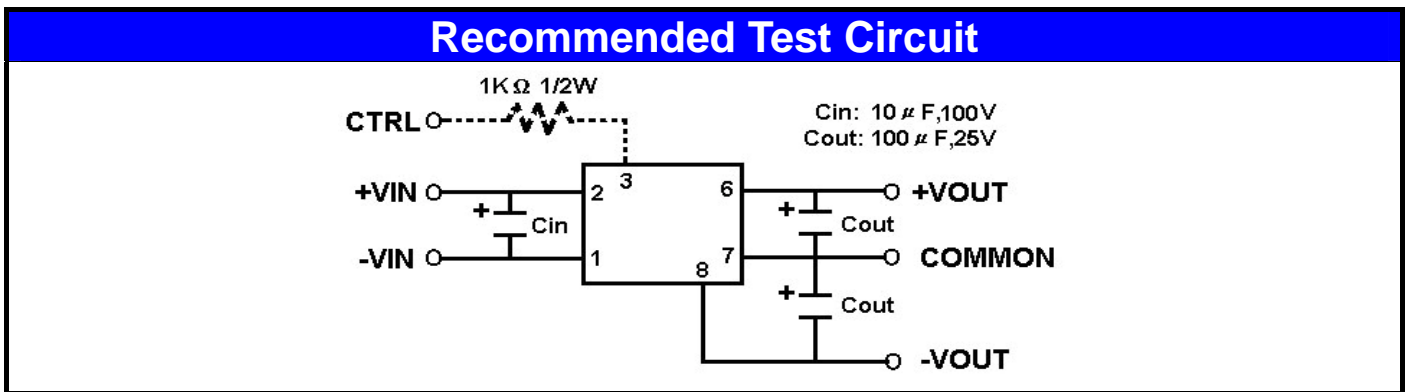 Recommended Test Circuit
1KΩ 1/2W
CTRL
Cin: 10μF,100V
Cout: 100μF,25V
3
+VIN
2
6
+VOUT
+
Cin
+
Cout
-VIN
1
7
COMMON
8
+
Cout
-VOUT